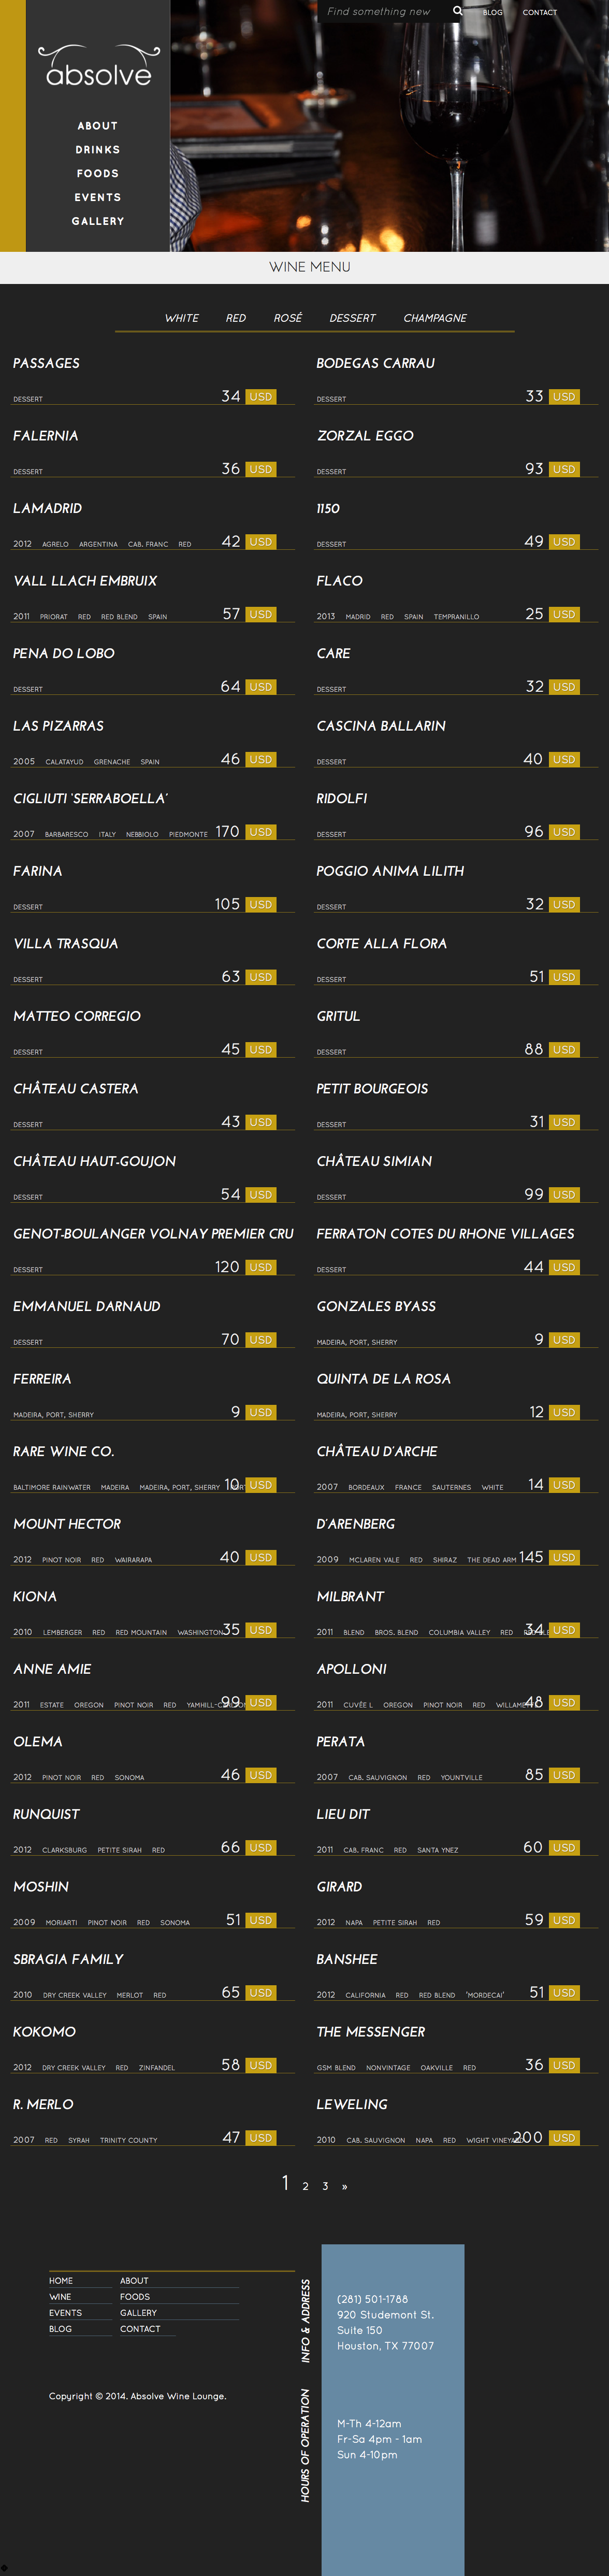 Find something new
BLOG
CONTACT
absolve
ABOUT
DRINKS
FOODS
EVENTS
GALLERY
WINE MENU
WHITE RED ROSÉ DESSERT CHAMPAGNE
PASSAGES
DESSERT 34 USD
BODEGAS CARRAU
DESSERT 33 USD
FALERNIA
DESSERT 36 USD
ZORZAL EGGO
DESSERT 93 USD
LAMADRID
2012 AGRELO ARGENTINA CAB. FRANC RED 42 USD
1150
DESSERT 49 USD
VALL LLACH EMBRUIX
2011 PRIORAT RED RED BLEND SPAIN 57 USD
FLACO
2013 MADRID RED SPAIN TEMPRANILLO 25 USD
PENA DO LOBO
DESSERT 64 USD
CARE
DESSERT 32 USD
LAS PIZARRAS
2005 CALATAYUD GRENACHE SPAIN 46 USD
CASCINA BALLARIN
DESSERT 40 USD
CIGLIUTI 'SERRABOELLA'
2007 BARBARESCO ITALY NEBBIOLO PIEDMONTE 170 USD
RIDOLFI
DESSERT 96 USD
FARINA
DESSERT 105 USD
POGGIO ANIMA LILITH
DESSERT 32 USD
VILLA TRASQUA
DESSERT 63 USD
CORTE ALLA FLORA
DESSERT 51 USD
MATTEO CORREGIO
DESSERT 45 USD
GRITUL
DESSERT 88 USD
CHÂTEAU CASTERA
DESSERT 43 USD
PETIT BOURGEOIS
DESSERT 31 USD
CHÂTEAU HAUT-GOUJON
DESSERT 54 USD
CHÂTEAU SIMIAN
DESSERT 99 USD
GENOT-BOULANGER VOLNAY PREMIER CRU
DESSERT 120 USD
FERRATON COTES DU RHONE VILLAGES
DESSERT 44 USD
EMMANUEL DARNAUD
DESSERT 70 USD
GONZALES BYASS
MADEIRA, PORT, SHERRY 9 USD
FERREIRA
MADEIRA, PORT, SHERRY 9 USD
QUINTA DE LA ROSA
MADEIRA, PORT, SHERRY 12 USD
RARE WINE CO.
BALTIMORE RAINWATER MADEIRA MADEIRA, PORT, SHERRY 10 USD
CHÂTEAU D'ARCHE
2007 BORDEAUX FRANCE SAUTERNES WHITE 14 USD
MOUNT HECTOR
2012 PINOT NOIR RED WAIRARAPA 40 USD
D'ARENBERG
2009 MCLAREN VALE RED SHIRAZ THE DEAD ARM 145 USD
KIONA
2010 LEMBERGER RED RED MOUNTAIN WASHINGTON 35 USD
MILBRANT
2011 BLEND BROS. BLEND COLUMBIA VALLEY RED 34 USD
ANNE AMIE
2011 ESTATE OREGON PINOT NOIR RED 99 USD
APOLLONI
2011 CUVÉE L OREGON PINOT NOIR RED 48 USD
OLEMA
2012 PINOT NOIR RED SONOMA 46 USD
PERATA
2007 CAB. SAUVIGNON RED YOUNTVILLE 85 USD
RUNQUIST
2012 CLARKSBURG PETITE SIRAH RED 66 USD
LIEU DIT
2011 CAB. FRANC RED SANTA YNEZ 60 USD
MOSHIN
2009 MORIARTI PINOT NOIR RED SONOMA 51 USD
GIRARD
2012 NAPA PETITE SIRAH RED 59 USD
SBRAGIA FAMILY
2010 DRY CREEK VALLEY MERLOT RED 65 USD
BANSHEE
2012 CALIFORNIA RED RED BLEND 'MORDECAI' 51 USD
KOKOMO
2012 DRY CREEK VALLEY RED ZINFANDEL 58 USD
THE MESSENGER
GSM BLEND NONVINTAGE OAKVILLE RED 36 USD
R. MERLO
2007 RED SYRAH TRINITY COUNTY 47 USD
LEWELING
2010 CAB. SAUVIGNON NAPA RED WIGHT VINEYARD 200 USD
1 2 3 »
HOME ABOUT
WINE FOODS
EVENTS GALLERY
BLOG CONTACT
Copyright © 2014. Absolve Wine Lounge.
INFO & ADDRESS
(281) 501-1788
920 Studemont St.
Suite 150
Houston, TX 77007
HOURS OF OPERATION
M-Th 4-12am
Fr-Sa 4pm - 1am
Sun 4-10pm